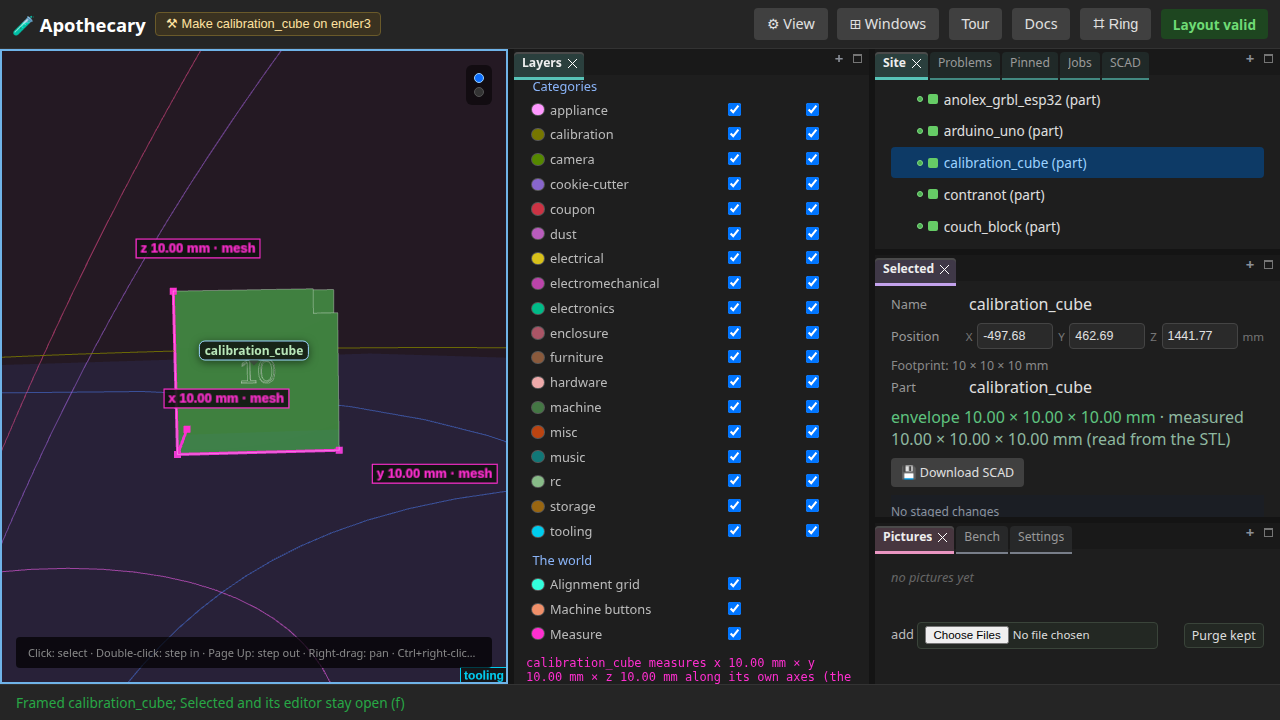 🧪 Apothecary
⚒ Make calibration_cube on ender3
⚙ View
⊞ Windows
Tour
Docs
⌗ Ring
Layout valid
z 10.00 mm · mesh
calibration_cube
10
x 10.00 mm · mesh
y 10.00 mm · mesh
Click: select · Double-click: step in · Page Up: step out · Right-drag: pan · Ctrl+right-clic...
tooling
Layers
Categories
appliance
calibration
camera
cookie-cutter
coupon
dust
electrical
electromechanical
electronics
enclosure
furniture
hardware
machine
misc
music
rc
storage
tooling
The world
Alignment grid
Machine buttons
Measure
calibration_cube measures x 10.00 mm × y
10.00 mm × z 10.00 mm along its own axes (the
Site
Problems
Pinned
Jobs
SCAD
anolex_grbl_esp32 (part)
arduino_uno (part)
calibration_cube (part)
contranot (part)
couch_block (part)
Selected
Name calibration_cube
Position X -497.68 Y 462.69 Z 1441.77 mm
Footprint: 10 × 10 × 10 mm
Part calibration_cube
envelope 10.00 × 10.00 × 10.00 mm · measured
10.00 × 10.00 × 10.00 mm (read from the STL)
💾 Download SCAD
No staged changes
Pictures
Bench
Settings
no pictures yet
add Choose Files No file chosen
Purge kept
Framed calibration_cube; Selected and its editor stay open (f)